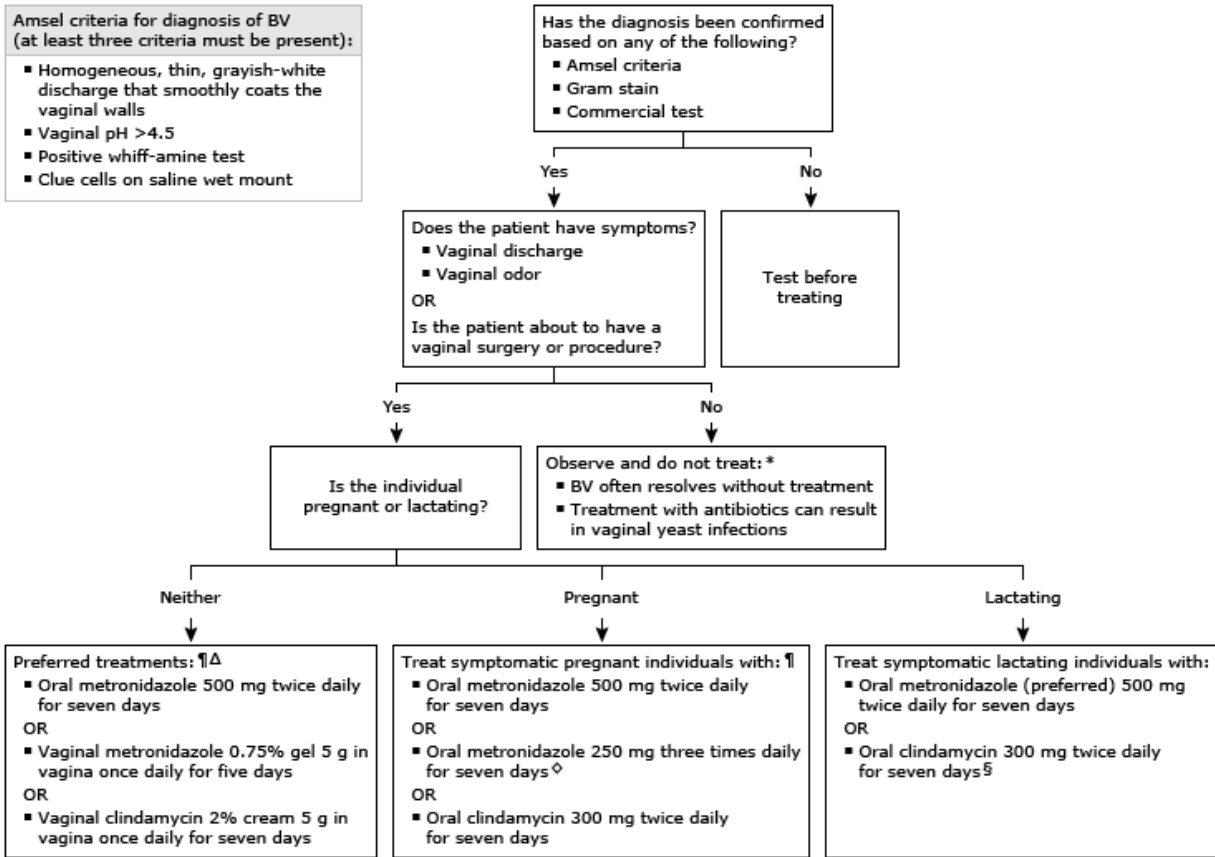 Amsel criteria for diagnosis of BV
(at least three criteria must be present):
▪ Homogeneous, thin, grayish-white
discharge that smoothly coats the
vaginal walls
▪ Vaginal pH >4.5
▪ Positive whiff-amine test
▪ Clue cells on saline wet mount
Has the diagnosis been confirmed
based on any of the following?
▪ Amsel criteria
▪ Gram stain
▪ Commercial test
Yes
No
Does the patient have symptoms?
▪ Vaginal discharge
▪ Vaginal odor
OR
Is the patient about to have a
vaginal surgery or procedure?
Test before
treating
Yes
No
Is the individual
pregnant or lactating?
Observe and do not treat:*
▪ BV often resolves without treatment
▪ Treatment with antibiotics can result
in vaginal yeast infections
Neither
Pregnant
Lactating
Preferred treatments:¶Δ
▪ Oral metronidazole 500 mg twice daily
for seven days
OR
▪ Vaginal metronidazole 0.75% gel 5 g in
vagina once daily for five days
OR
▪ Vaginal clindamycin 2% cream 5 g in
vagina once daily for seven days
Treat symptomatic pregnant individuals with:¶
▪ Oral metronidazole 500 mg twice daily
for seven days
OR
▪ Oral metronidazole 250 mg three times daily
for seven days◊
OR
▪ Oral clindamycin 300 mg twice daily
for seven days
Treat symptomatic lactating individuals with:
▪ Oral metronidazole (preferred) 500 mg
twice daily for seven days
OR
▪ Oral clindamycin 300 mg twice daily
for seven days§